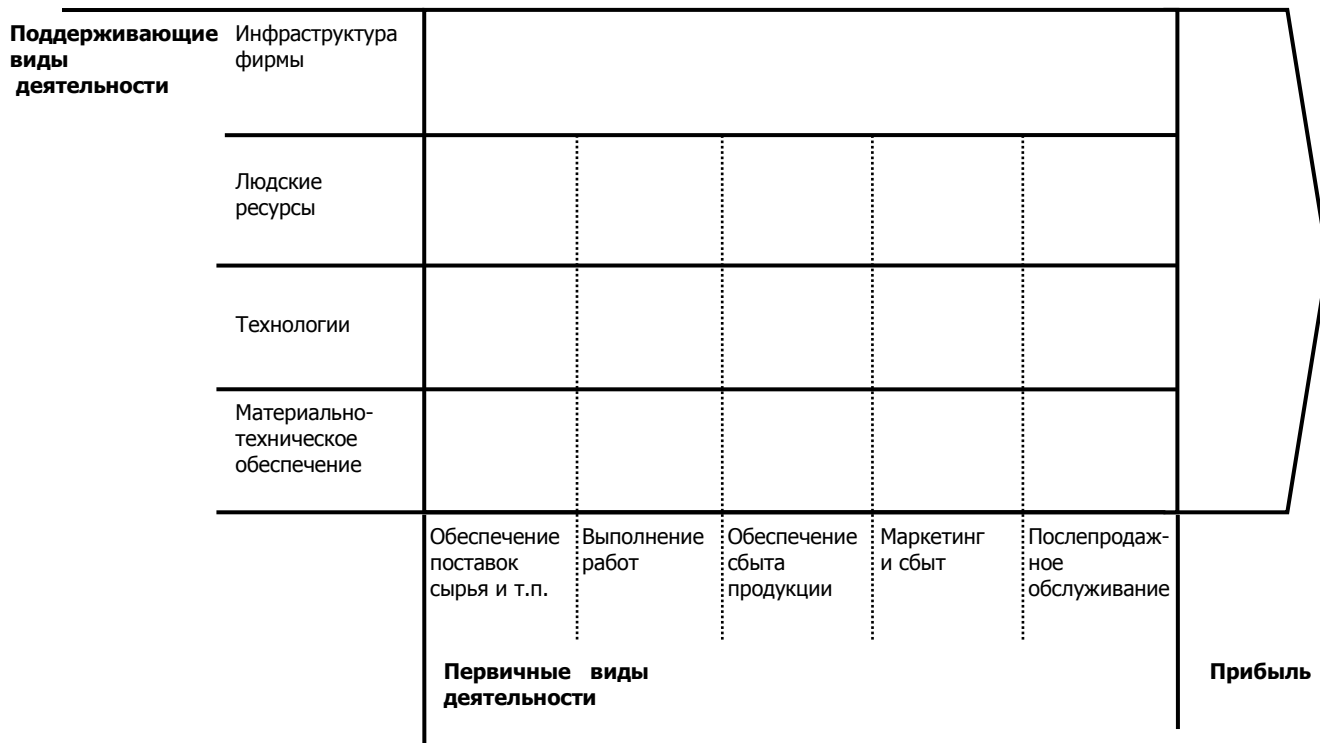 Поддерживающие
виды
деятельности
Инфраструктура
фирмы
Людские
ресурсы
Технологии
Материально-
техническое
обеспечение
Обеспечение
поставок
сырья и т.п.
Выполнение
работ
Обеспечение
сбыта
продукции
Маркетинг
и сбыт
Послепродаж-
ное
обслуживание
Первичные виды
деятельности
Прибыль